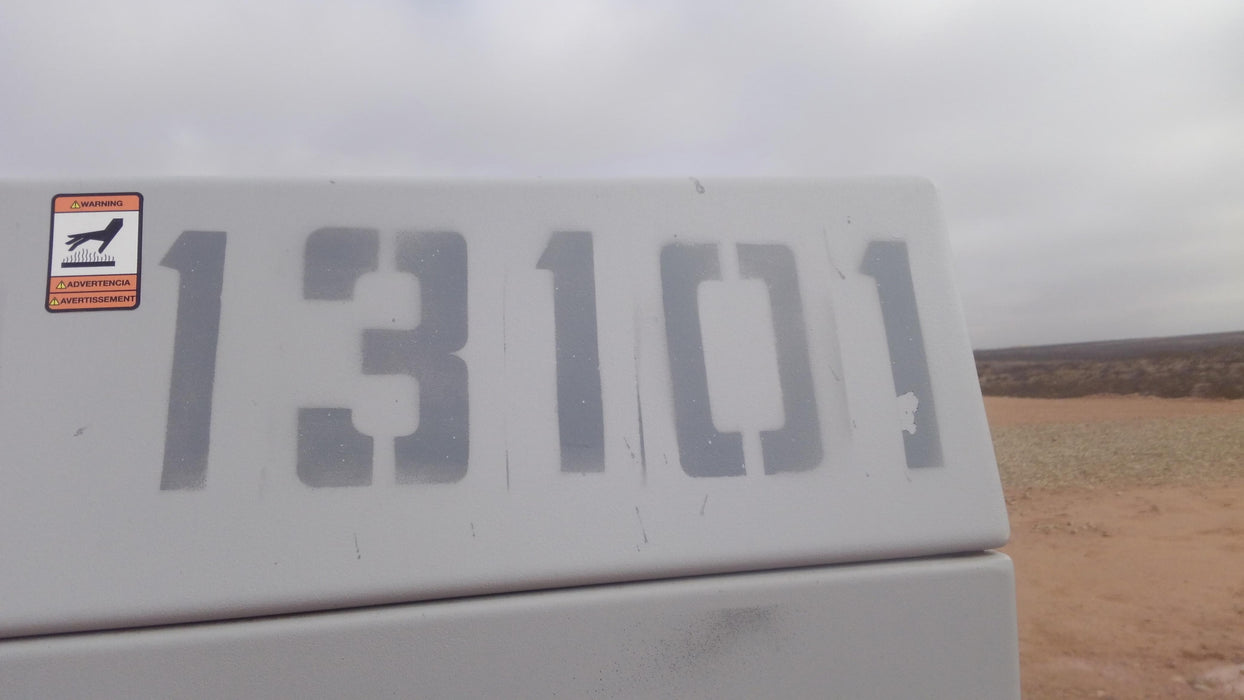 WARNING
ADVERTENCIA
AVERTISSEMENT
13101